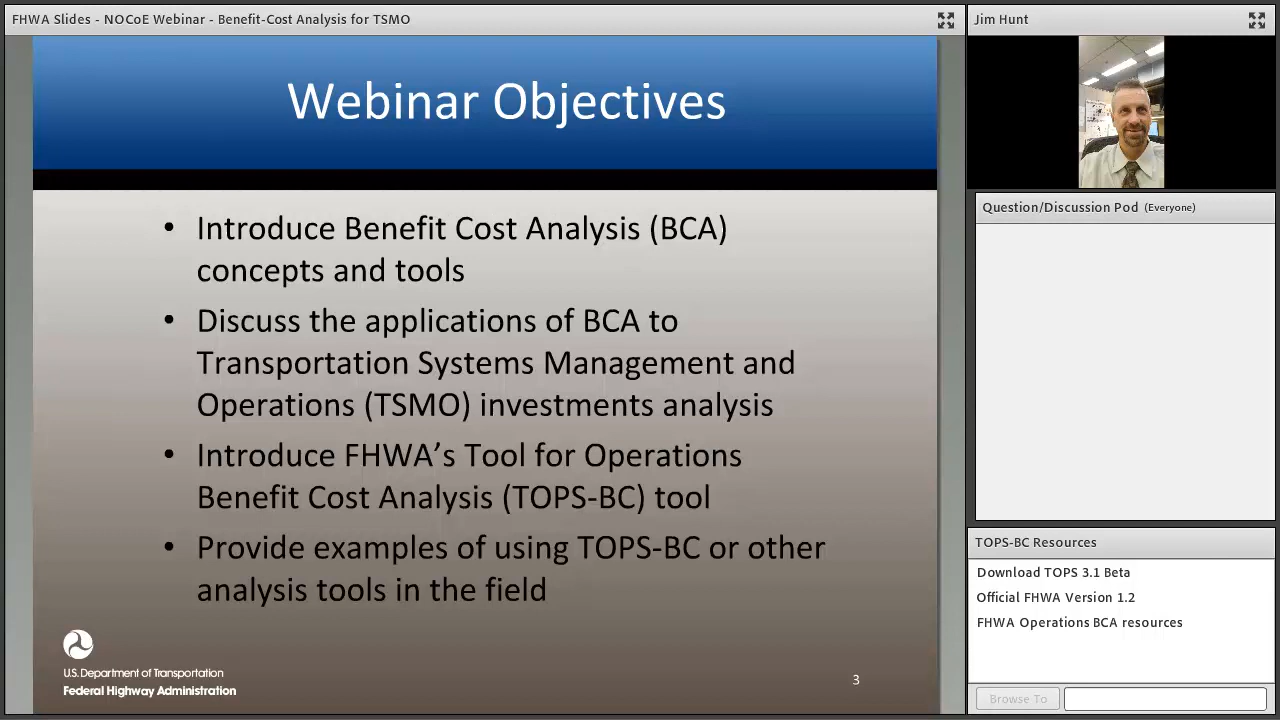 FHWA Slides - NOCoE Webinar - Benefit-Cost Analysis for TSMO
Webinar Objectives
• Introduce Benefit Cost Analysis (BCA)
concepts and tools
• Discuss the applications of BCA to
Transportation Systems Management and
Operations (TSMO) investments analysis
• Introduce FHWA’s Tool for Operations
Benefit Cost Analysis (TOPS-BC) tool
• Provide examples of using TOPS-BC or other
analysis tools in the field
U.S. Department of Transportation
Federal Highway Administration
3
Jim Hunt
Question/Discussion Pod (Everyone)
TOPS-BC Resources
Download TOPS 3.1 Beta
Official FHWA Version 1.2
FHWA Operations BCA resources
Browse To